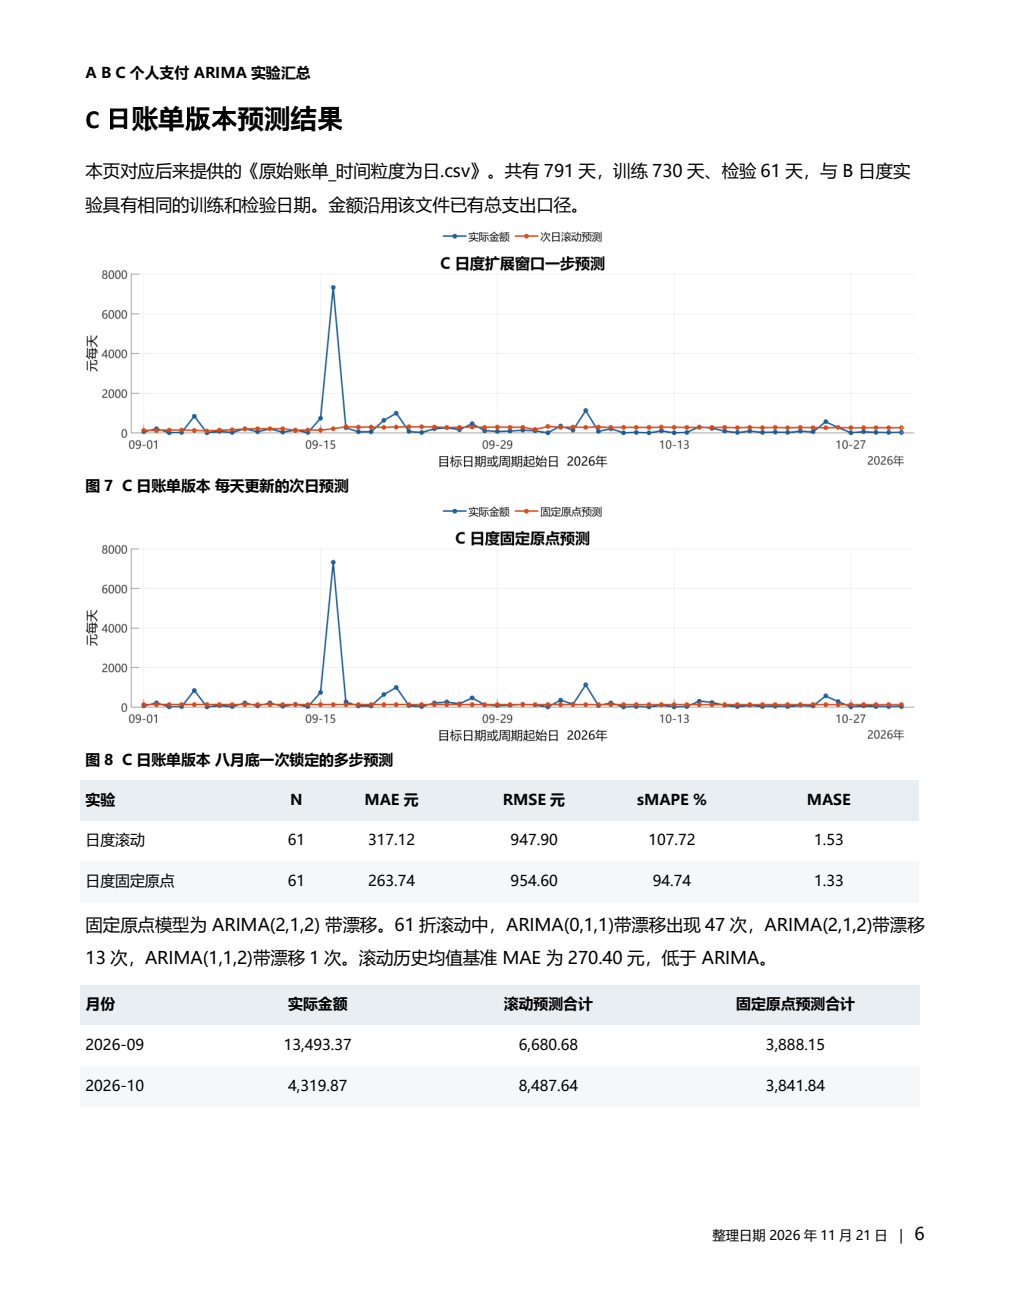 A B C 个人支付 ARIMA 实验汇总
C 日账单版本预测结果
本页对应后来提供的《原始账单_时间粒度为日.csv》。共有 791 天，训练 730 天、检验 61 天，与 B 日度实
验具有相同的训练和检验日期。金额沿用该文件已有总支出口径。
实际金额 次日滚动预测
C 日度扩展窗口一步预测
8000
6000
4000
2000
0
元每天
09-01 09-15 09-29 10-13 10-27
目标日期或周期起始日 2026年
2026年
图 7 C 日账单版本 每天更新的次日预测
实际金额 固定原点预测
C 日度固定原点预测
8000
6000
4000
2000
0
元每天
09-01 09-15 09-29 10-13 10-27
目标日期或周期起始日 2026年
2026年
图 8 C 日账单版本 八月底一次锁定的多步预测
实验 N MAE 元 RMSE 元 sMAPE % MASE
日度滚动 61 317.12 947.90 107.72 1.53
日度固定原点 61 263.74 954.60 94.74 1.33
固定原点模型为 ARIMA(2,1,2) 带漂移。61 折滚动中，ARIMA(0,1,1)带漂移出现 47 次，ARIMA(2,1,2)带漂移
13 次，ARIMA(1,1,2)带漂移 1 次。滚动历史均值基准 MAE 为 270.40 元，低于 ARIMA。
月份 实际金额 滚动预测合计 固定原点预测合计
2026-09 13,493.37 6,680.68 3,888.15
2026-10 4,319.87 8,487.64 3,841.84
整理日期 2026 年 11 月 21 日 | 6